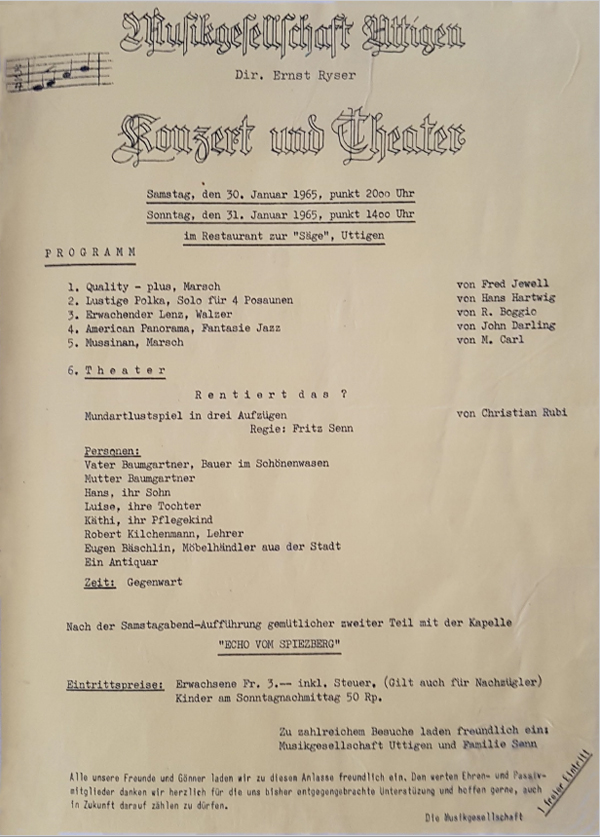 Musikgesellschaft Uttigen
Dir. Ernst Ryser
Konzert und Theater
Samstag, den 30. Januar 1965, punkt 20oo Uhr
Sonntag, den 31. Januar 1965, punkt 14oo Uhr
im Restaurant zur "Säge", Uttigen
PROGRAMM
1. Quality - plus, Marsch von Fred Jewell
2. Lustige Polka, Solo für 4 Posaunen von Hans Hartwig
3. Erwachender Lenz, Walzer von R. Boggio
4. American Panorama, Fantasie Jazz von John Darling
5. Mussinan, Marsch von M. Carl
6. Theater
Rentiert das ?
Mundartlustspiel in drei Aufzügen von Christian Rubi
Regie: Fritz Senn
Personen:
Vater Baumgartner, Bauer im Schönenwasen
Mutter Baumgartner
Hans, ihr Sohn
Luise, ihre Tochter
Käthi, ihr Pflegekind
Robert Kilchenmann, Lehrer
Eugen Bäschlin, Möbelhändler aus der Stadt
Ein Antiquar
Zeit: Gegenwart
Nach der Samstagabend-Aufführung gemütlicher zweiter Teil mit der Kapelle
"ECHO VOM SPIEZBERG"
Eintrittspreise: Erwachsene Fr. 3.-- inkl. Steuer. (Gilt auch für Nachzügler)
Kinder am Sonntagnachmittag 50 Rp.
Zu zahlreichem Besuche laden freundlich ein:
Musikgesellschaft Uttigen und Familie Senn
Alle unsere Freunde und Gönner laden wir zu diesem Anlasse freundlich ein. Den werten Ehren- und Passiv-
mitglieder danken wir herzlich für die uns bisher entgegengebrachte Unterstützung und hoffen gerne, auch
in Zukunft darauf zählen zu dürfen.
Die Musikgesellschaft
1 freier Eintritt